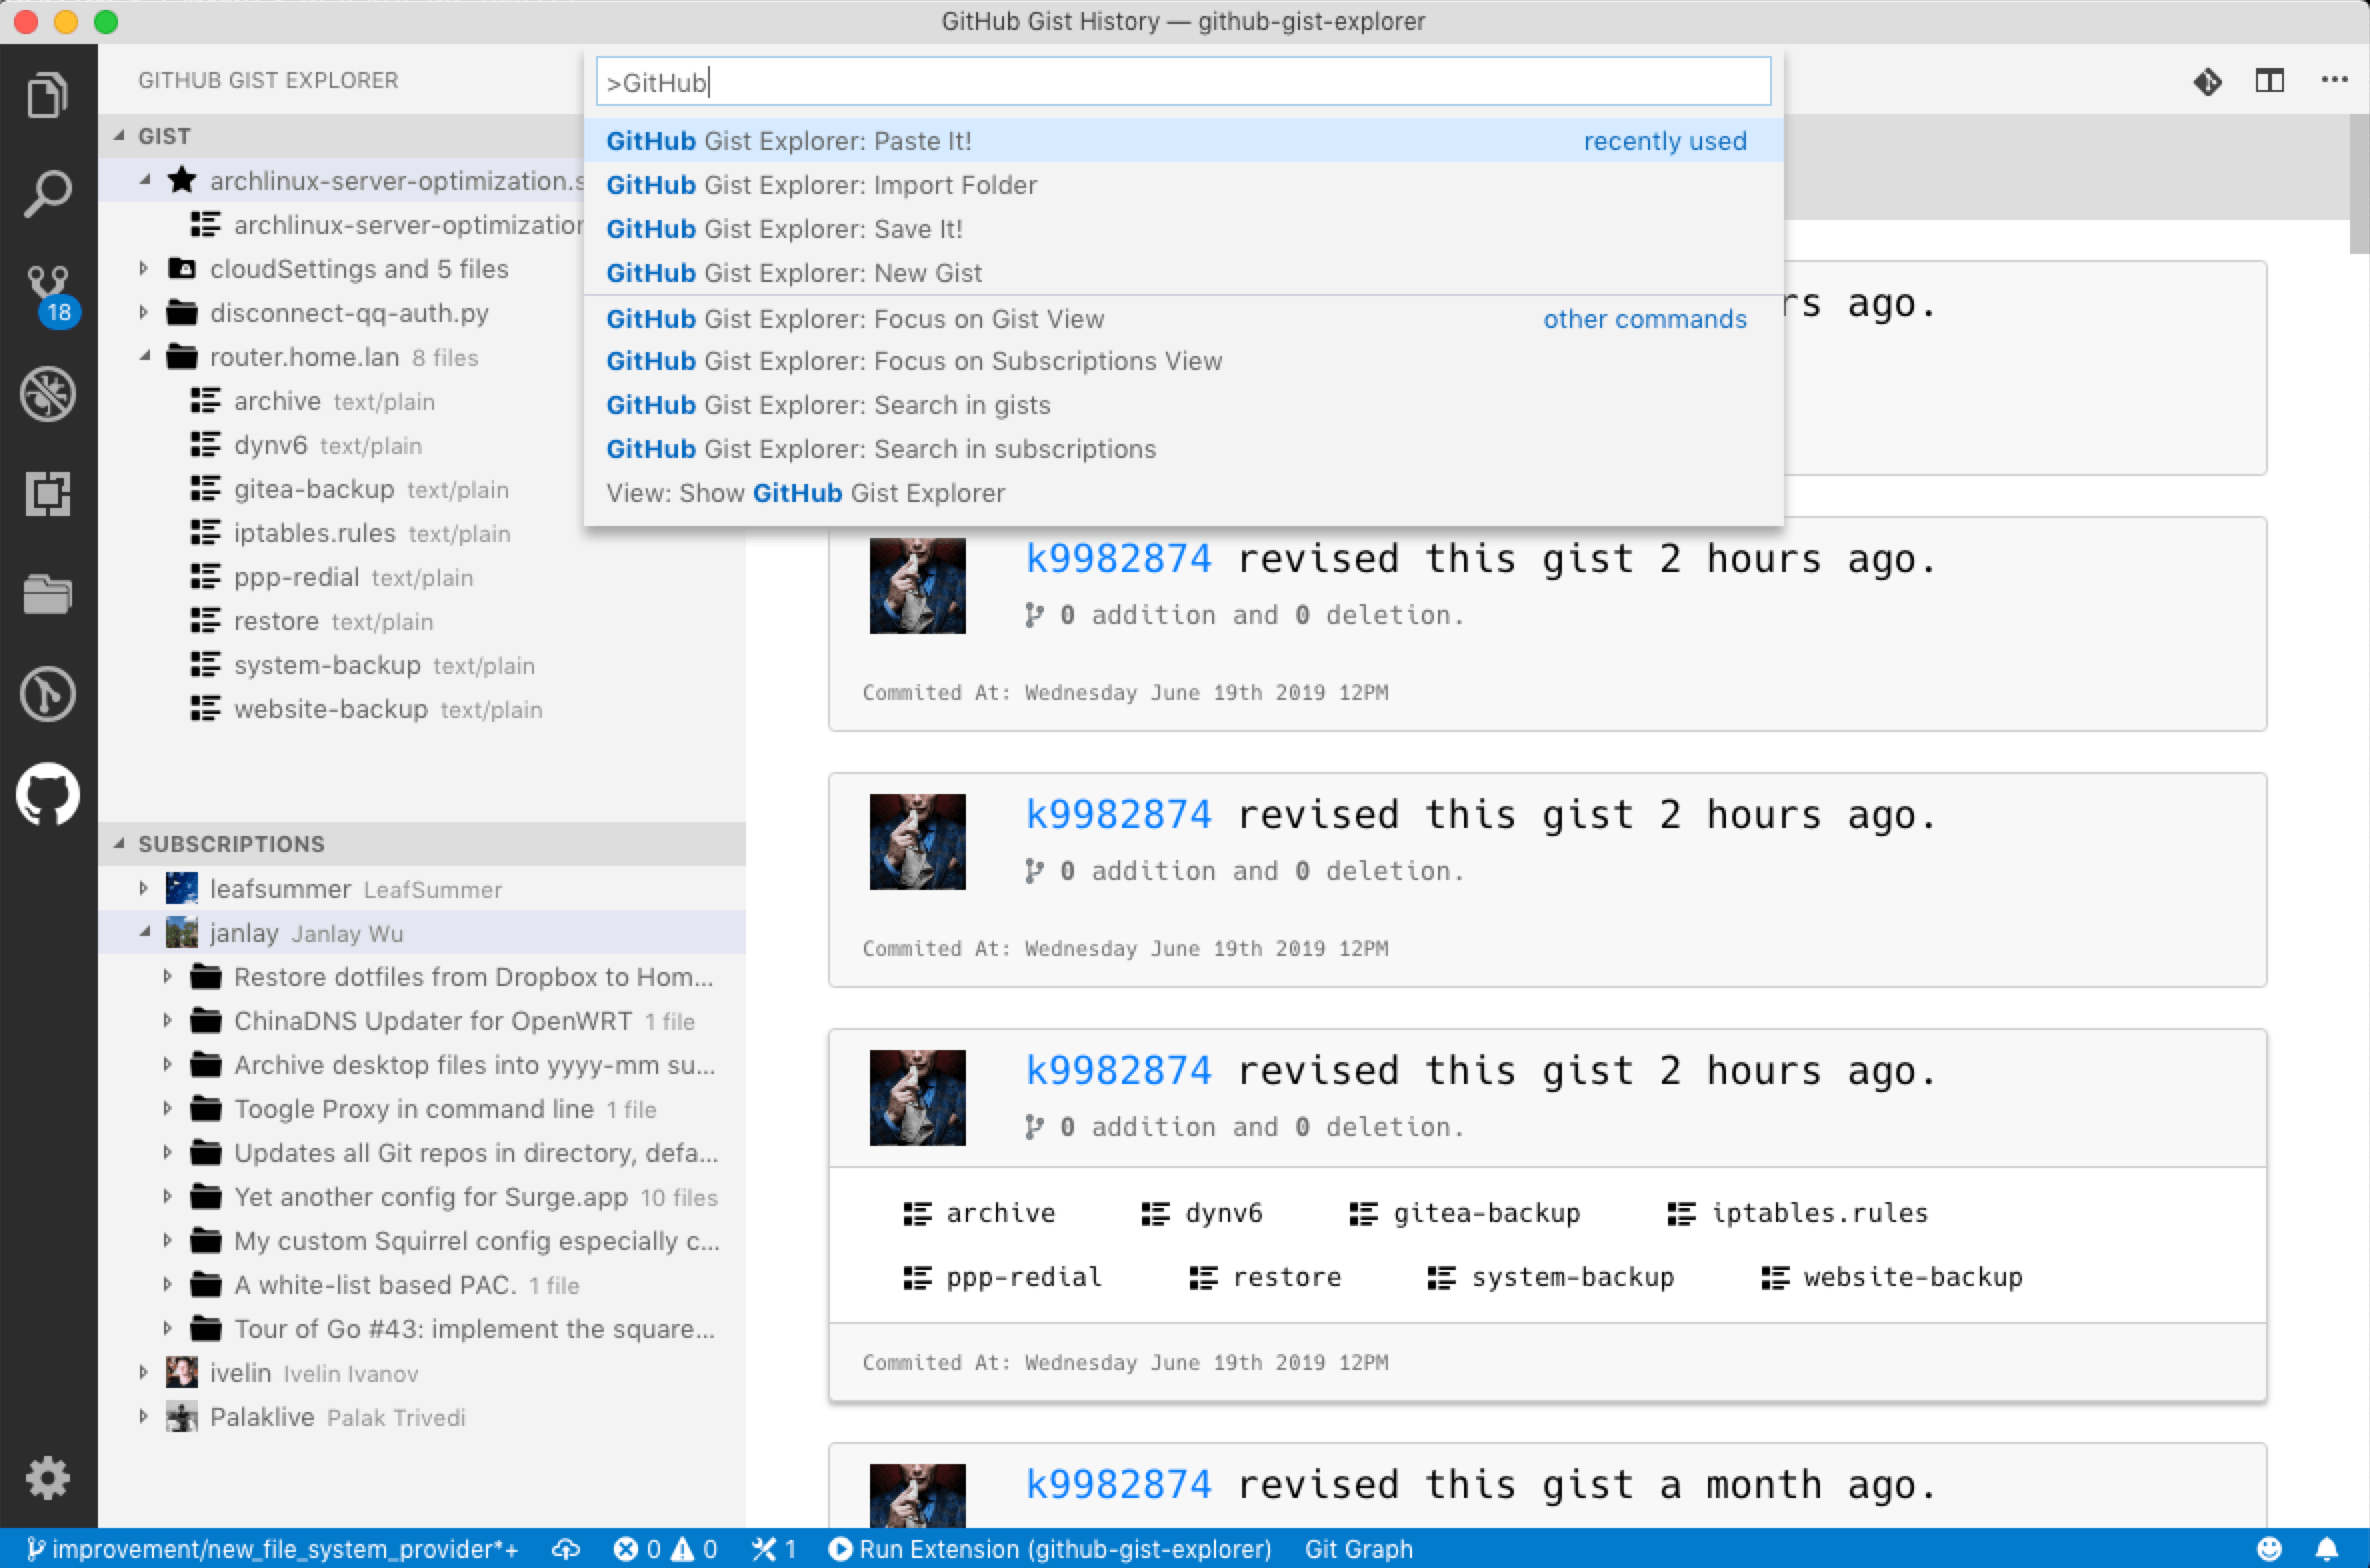 GitHub Gist History — github-gist-explorer
GITHUB GIST EXPLORER
>GitHub
GitHub Gist Explorer: Paste It! recently used
GitHub Gist Explorer: Import Folder
GitHub Gist Explorer: Save It!
GitHub Gist Explorer: New Gist
GitHub Gist Explorer: Focus on Gist View other commands
GitHub Gist Explorer: Focus on Subscriptions View
GitHub Gist Explorer: Search in gists
GitHub Gist Explorer: Search in subscriptions
View: Show GitHub Gist Explorer
GIST
archlinux-server-optimization.s
archlinux-server-optimization
cloudSettings and 5 files
disconnect-qq-auth.py
router.home.lan 8 files
archive text/plain
dynv6 text/plain
gitea-backup text/plain
iptables.rules text/plain
ppp-redial text/plain
restore text/plain
system-backup text/plain
website-backup text/plain
18
SUBSCRIPTIONS
leafsummer LeafSummer
janlay Janlay Wu
Restore dotfiles from Dropbox to Hom...
ChinaDNS Updater for OpenWRT 1 file
Archive desktop files into yyyy-mm su...
Toogle Proxy in command line 1 file
Updates all Git repos in directory, defa...
Yet another config for Surge.app 10 files
My custom Squirrel config especially c...
A white-list based PAC. 1 file
Tour of Go #43: implement the square...
ivelin Ivelin Ivanov
Palaklive Palak Trivedi
rs ago.
k9982874 revised this gist 2 hours ago.
0 addition and 0 deletion.
Commited At: Wednesday June 19th 2019 12PM
k9982874 revised this gist 2 hours ago.
0 addition and 0 deletion.
Commited At: Wednesday June 19th 2019 12PM
k9982874 revised this gist 2 hours ago.
0 addition and 0 deletion.
archive dynv6 gitea-backup iptables.rules
ppp-redial restore system-backup website-backup
Commited At: Wednesday June 19th 2019 12PM
k9982874 revised this gist a month ago.
improvement/new_file_system_provider*+ 0 0 1 Run Extension (github-gist-explorer) Git Graph